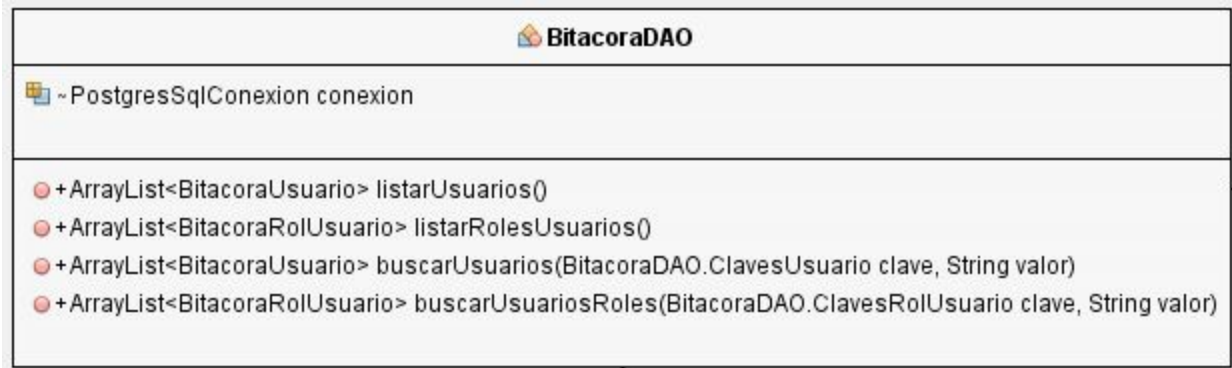 BitacoraDAO
~PostgresSqlConexion conexion
+ArrayList<BitacoraUsuario> listarUsuarios()
+ArrayList<BitacoraRolUsuario> listarRolesUsuarios()
+ArrayList<BitacoraUsuario> buscarUsuarios(BitacoraDAO.ClavesUsuario clave, String valor)
+ArrayList<BitacoraRolUsuario> buscarUsuariosRoles(BitacoraDAO.ClavesRolUsuario clave, String valor)